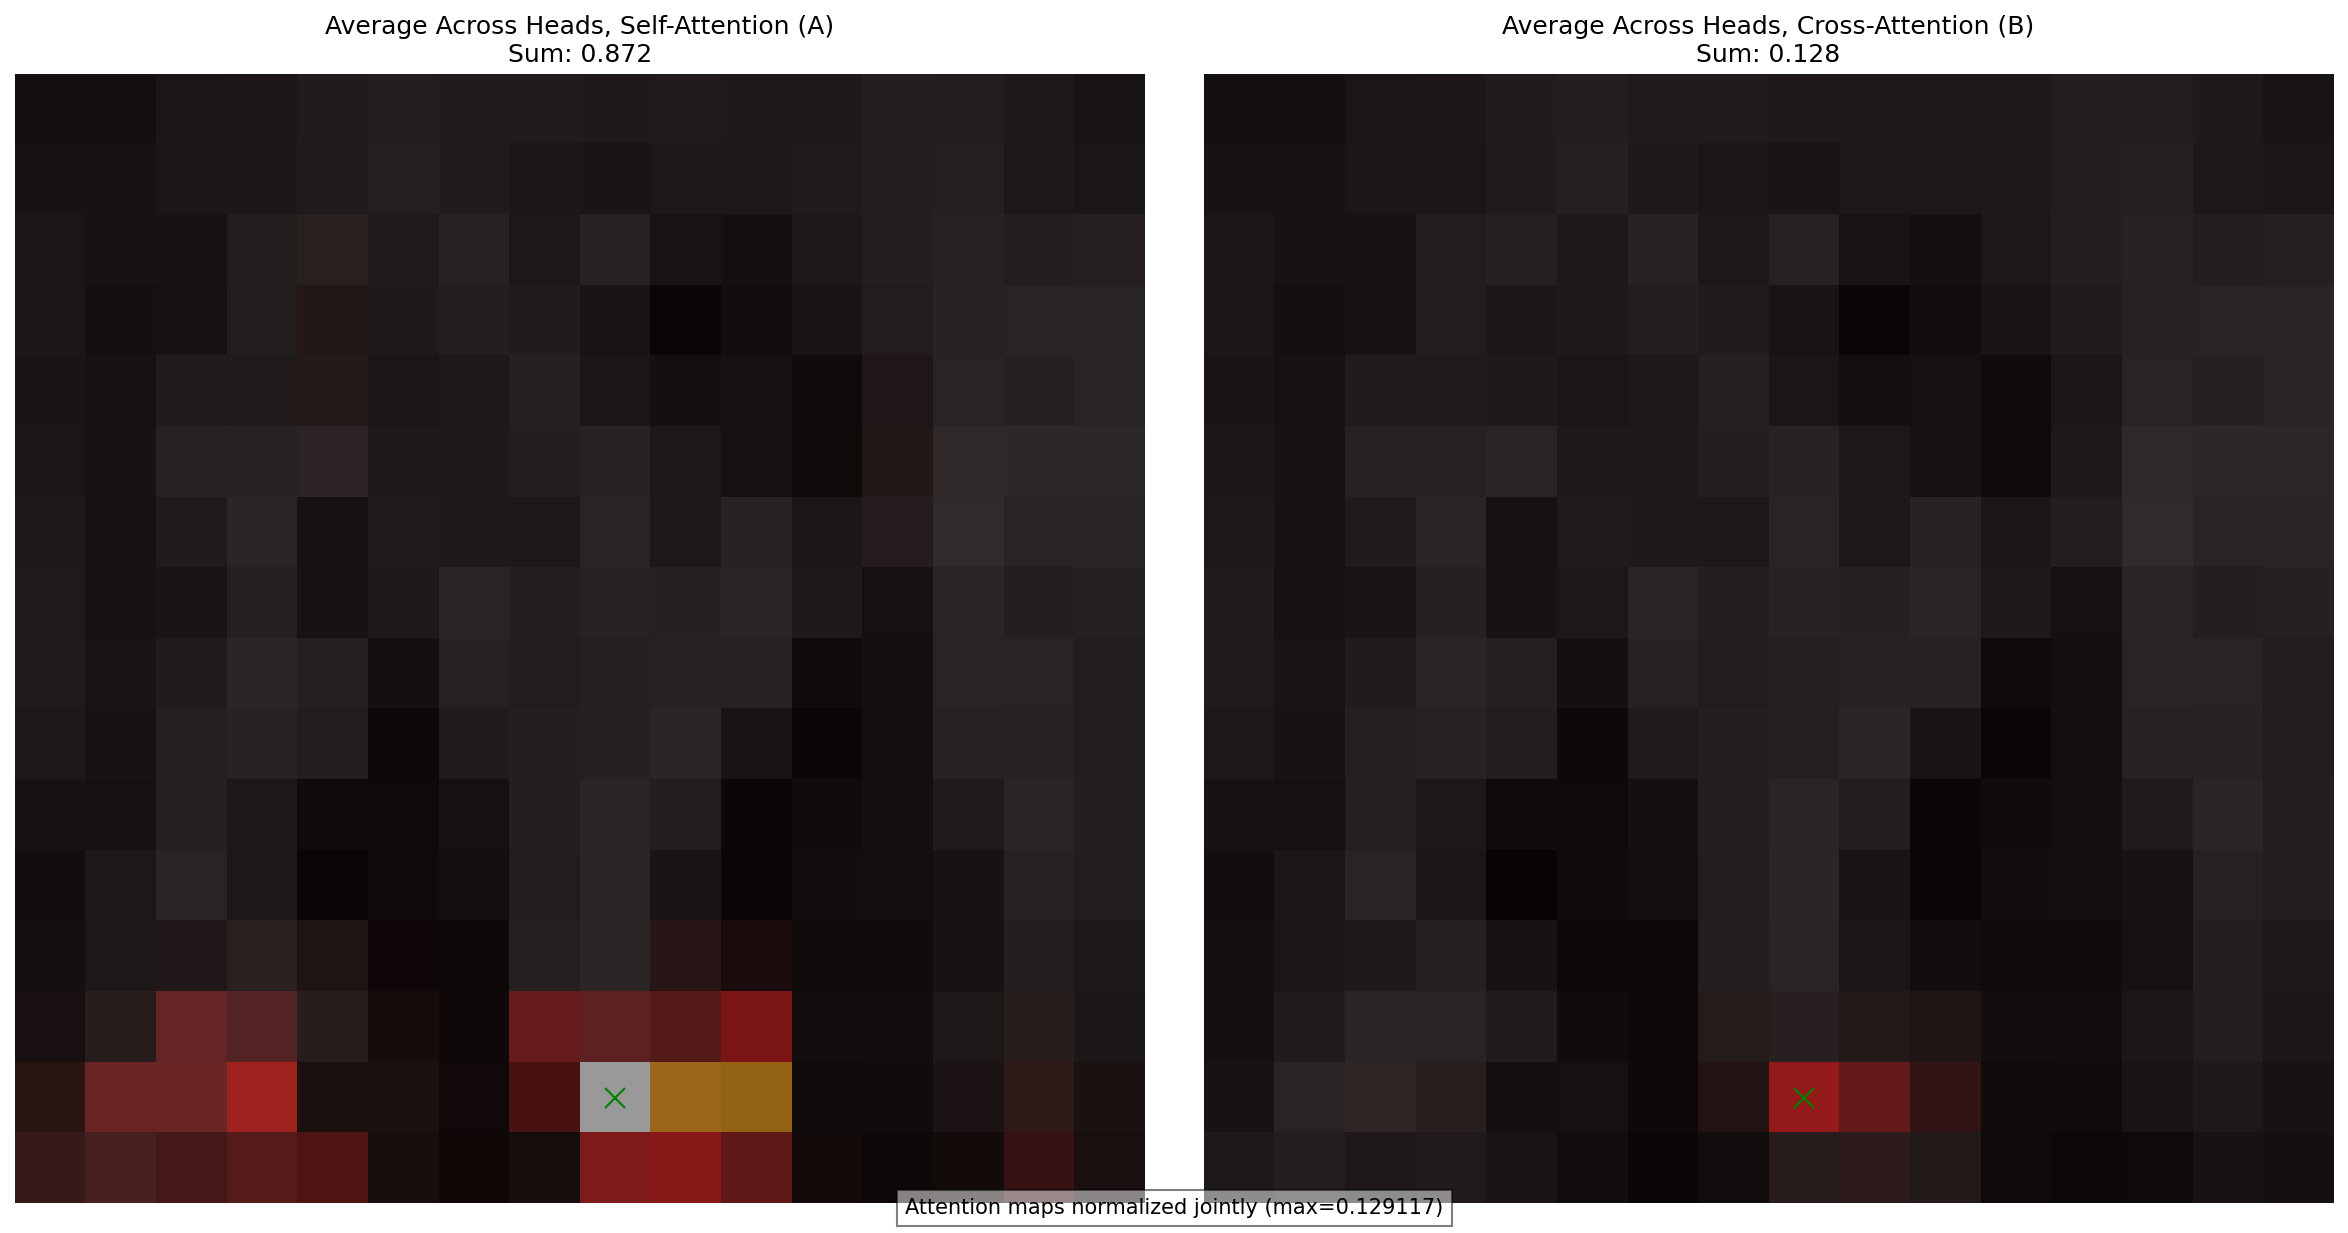 Average Across Heads, Self-Attention (A)
Sum: 0.872
Average Across Heads, Cross-Attention (B)
Sum: 0.128
Attention maps normalized jointly (max=0.129117)